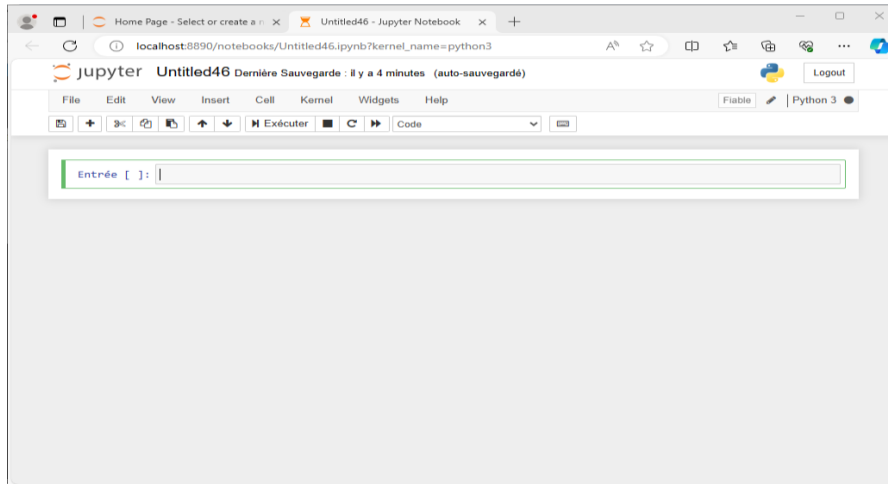 Home Page - Select or create a n
Untitled46 - Jupyter Notebook
localhost:8890/notebooks/Untitled46.ipynb?kernel_name=python3
jupyter Untitled46 Dernière Sauvegarde : il y a 4 minutes (auto-sauvegardé)
Logout
File Edit View Insert Cell Kernel Widgets Help
Fiable
Python 3
Exécuter
Code
Entrée [ ]: